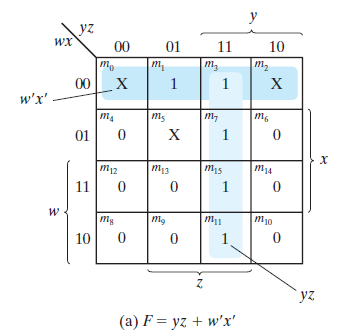 y
yz
wx
00 01 11 10
m0 m1 m3 m2
00 X 1 1 X
w'x'
m4 m5 m7 m6
01 0 X 1 0
x
m12 m13 m15 m14
11 0 0 1 0
w
m8 m9 m11 m10
10 0 0 1 0
z
yz
(a) F = yz + w'x'